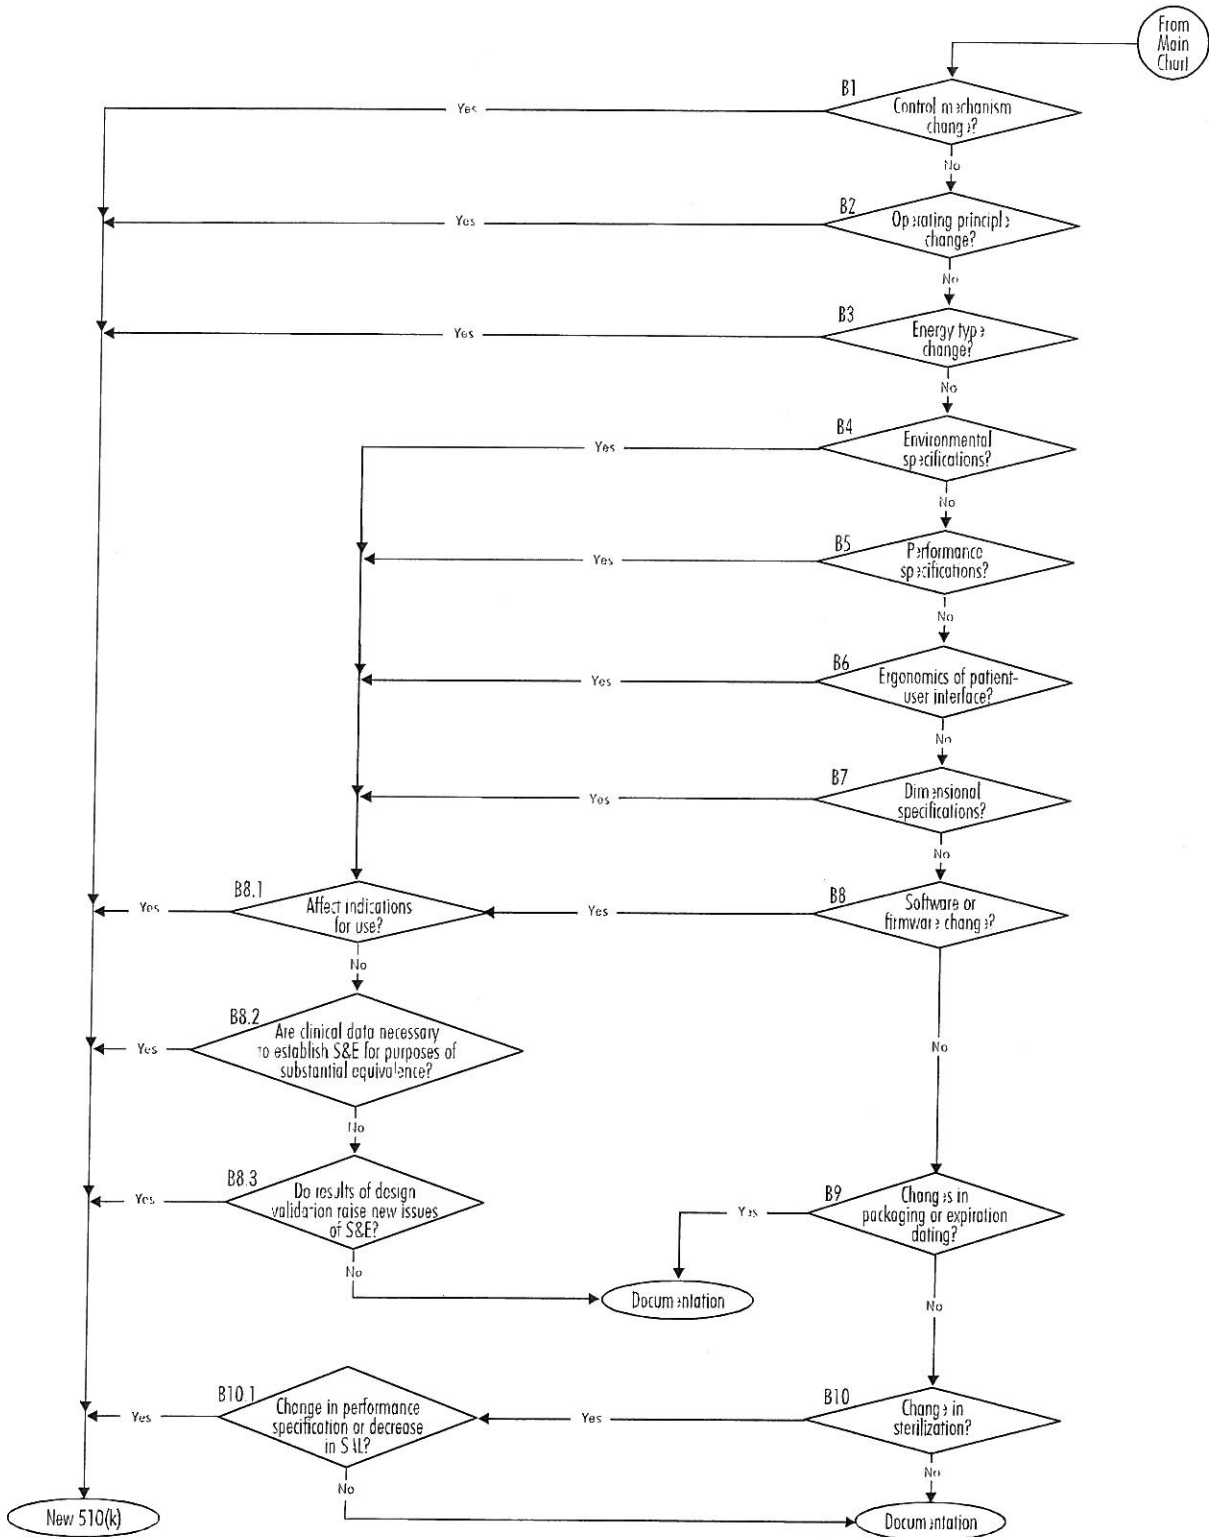 From
Main
Chart
B1
Control mechanism
change?
Yes
No
B2
Operating principle
change?
Yes
No
B3
Energy type
change?
Yes
No
B4
Environmental
specifications?
Yes
No
B5
Performance
specifications?
Yes
No
B6
Ergonomics of patient-
user interface?
Yes
No
B7
Dimensional
specifications?
Yes
No
B8.1
Affect indications
for use?
Yes
B8
Software or
firmware change?
Yes
No
B8.2
Are clinical data necessary
to establish S&E for purposes of
substantial equivalence?
Yes
No
No
B8.3
Do results of design
validation raise new issues
of S&E?
Yes
No
B9
Changes in
packaging or expiration
dating?
Yes
Documentation
No
B10.1
Change in performance
specification or decrease
in SAL?
Yes
No
B10
Change in
sterilization?
Yes
No
New 510(k)
Documentation